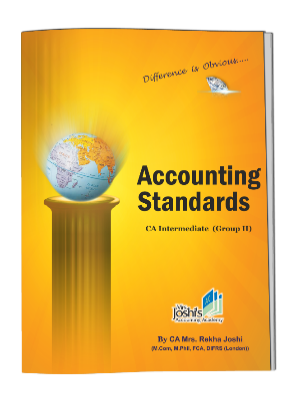 Difference is Obvious....
Accounting
Standards
CA Intermediate (Group II)
Mrs.
Joshi's
Accounting Academy
By CA Mrs. Rekha Joshi
(M.Com, M.Phil, FCA, DIFRS (London))